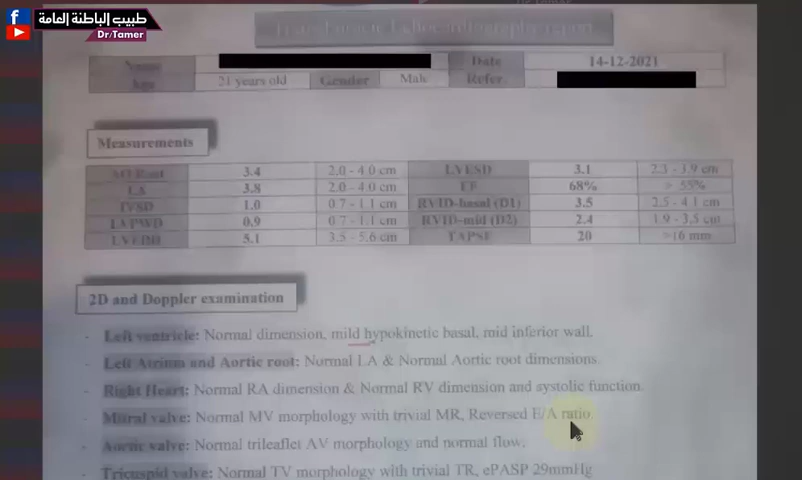 طبيب الباطنة العامة
Dr/Tamer
Dr/Tamer
Name Date 14-12-2021
Age 21 years old Gender Male Refer
Measurements
AO Root 3.4 2.0 - 4.0 cm LVESD 3.1 2.3 - 3.9 cm
LA 3.8 2.0 - 4.0 cm EF 68% > 55%
IVSD 1.0 0.7 - 1.1 cm RVID-basal (D1) 3.5 2.5 - 4.1 cm
LVPWD 0.9 0.7 - 1.1 cm RVID-mid (D2) 2.4 1.9 - 3.5 cm
LVEDD 5.1 3.5 - 5.6 cm TAPSE 20 >16 mm
2D and Doppler examination
- Left ventricle: Normal dimension, mild hypokinetic basal, mid inferior wall.
- Left Atrium and Aortic root: Normal LA & Normal Aortic root dimensions.
- Right Heart: Normal RA dimension & Normal RV dimension and systolic function.
- Mitral valve: Normal MV morphology with trivial MR, Reversed E/A ratio.
- Aortic valve: Normal trileaflet AV morphology and normal flow.
- Tricuspid valve: Normal TV morphology with trivial TR, ePASP 29mmHg